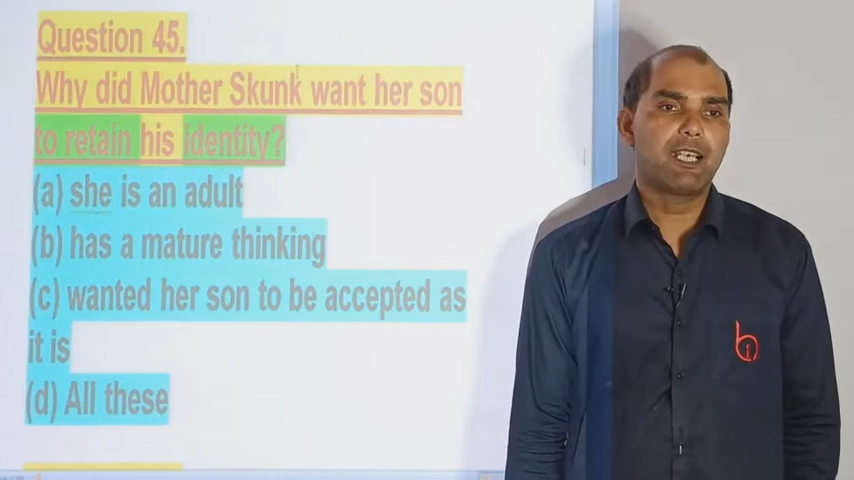 Question 45.
Why did Mother Skunk want her son
to retain his identity?
(a) she is an adult
(b) has a mature thinking
(c) wanted her son to be accepted as
it is
(d) All these
bi